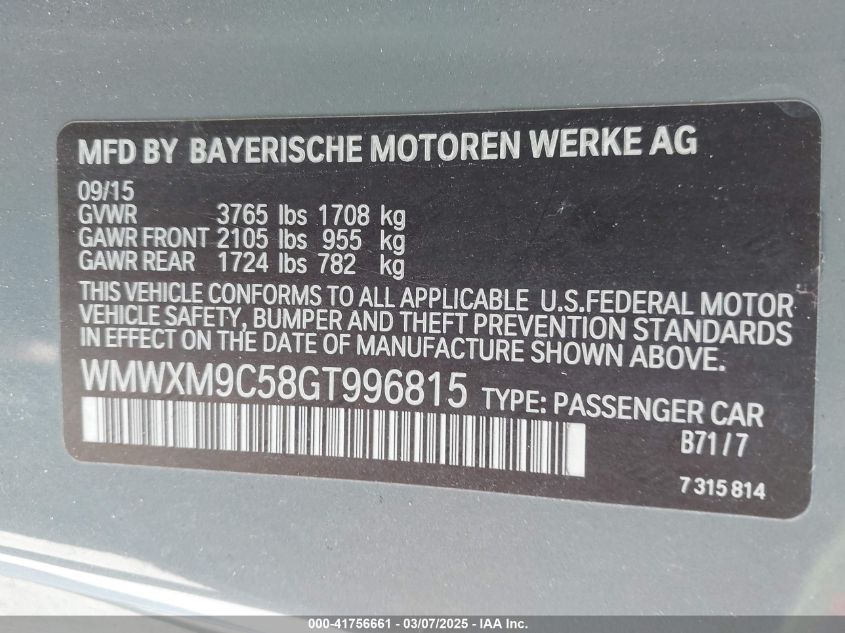 MFD BY BAYERISCHE MOTOREN WERKE AG
09/15
GVWR 3765 lbs 1708 kg
GAWR FRONT 2105 lbs 955 kg
GAWR REAR 1724 lbs 782 kg
THIS VEHICLE CONFORMS TO ALL APPLICABLE U.S.FEDERAL MOTOR
VEHICLE SAFETY, BUMPER AND THEFT PREVENTION STANDARDS
IN EFFECT ON THE DATE OF MANUFACTURE SHOWN ABOVE.
WMWXM9C58GT996815 TYPE: PASSENGER CAR
B71/7
7 315 814
000-41756661 - 03/07/2025 - IAA Inc.